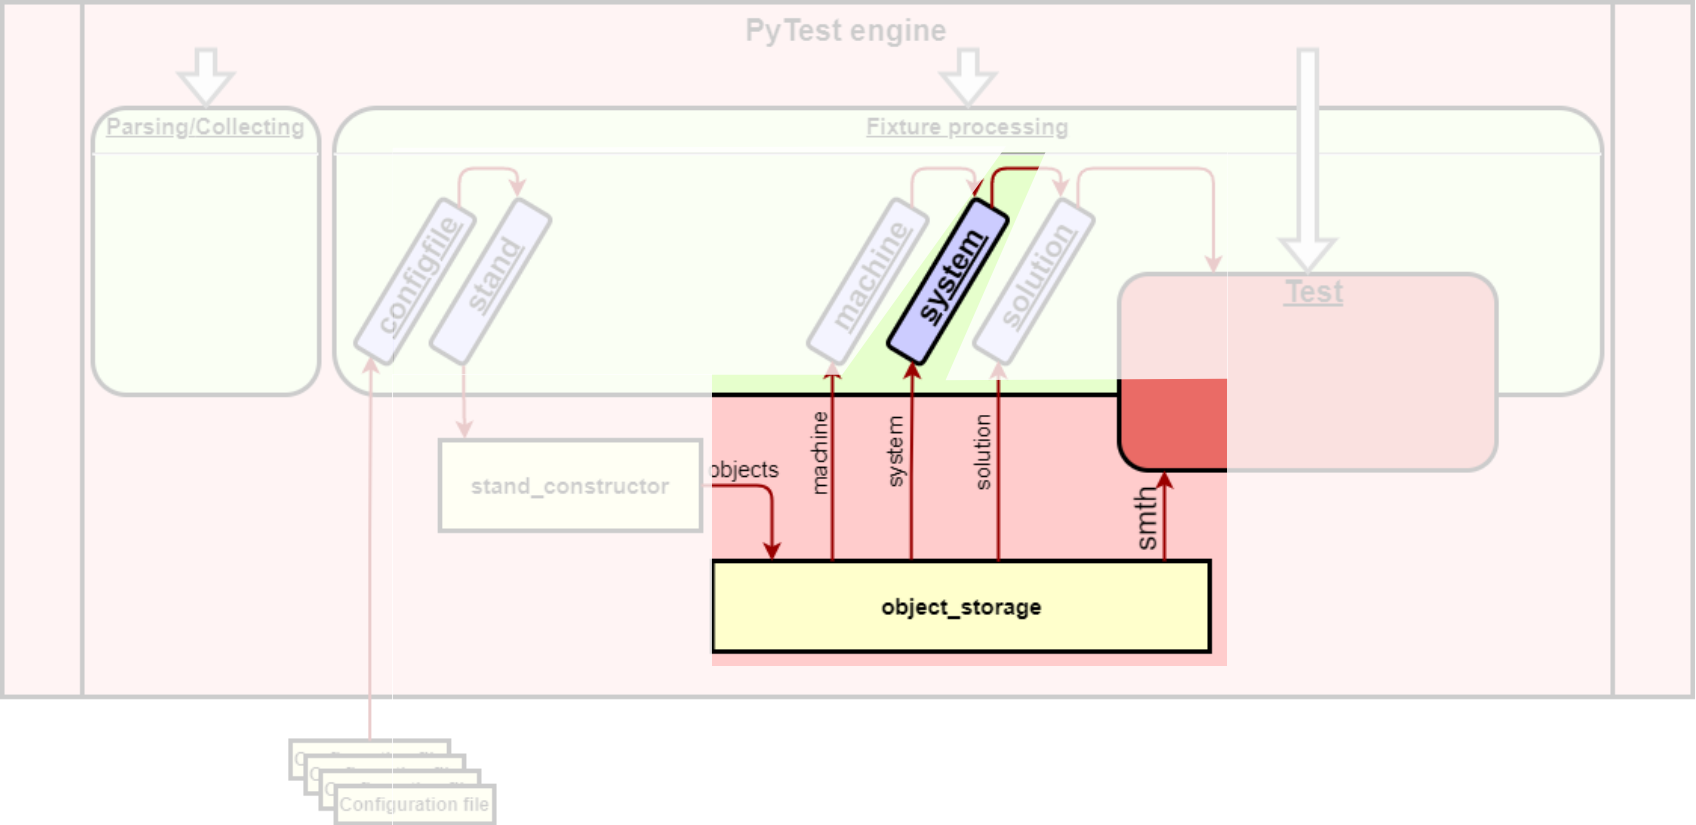 PyTest engine
Parsing/Collecting
Fixture processing
configfile
stand
machine
system
solution
Test
machine
system
solution
objects
stand_constructor
smth
object_storage
Configuration file